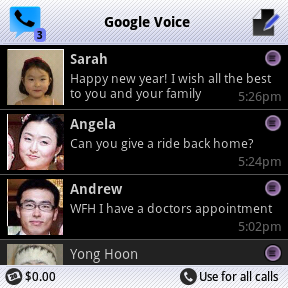 Google Voice
3
Sarah
Happy new year! I wish all the best
to you and your family
5:26pm
Angela
Can you give a ride back home?
5:24pm
Andrew
WFH I have a doctors appointment
5:02pm
Yong Hoon
$0.00
Use for all calls